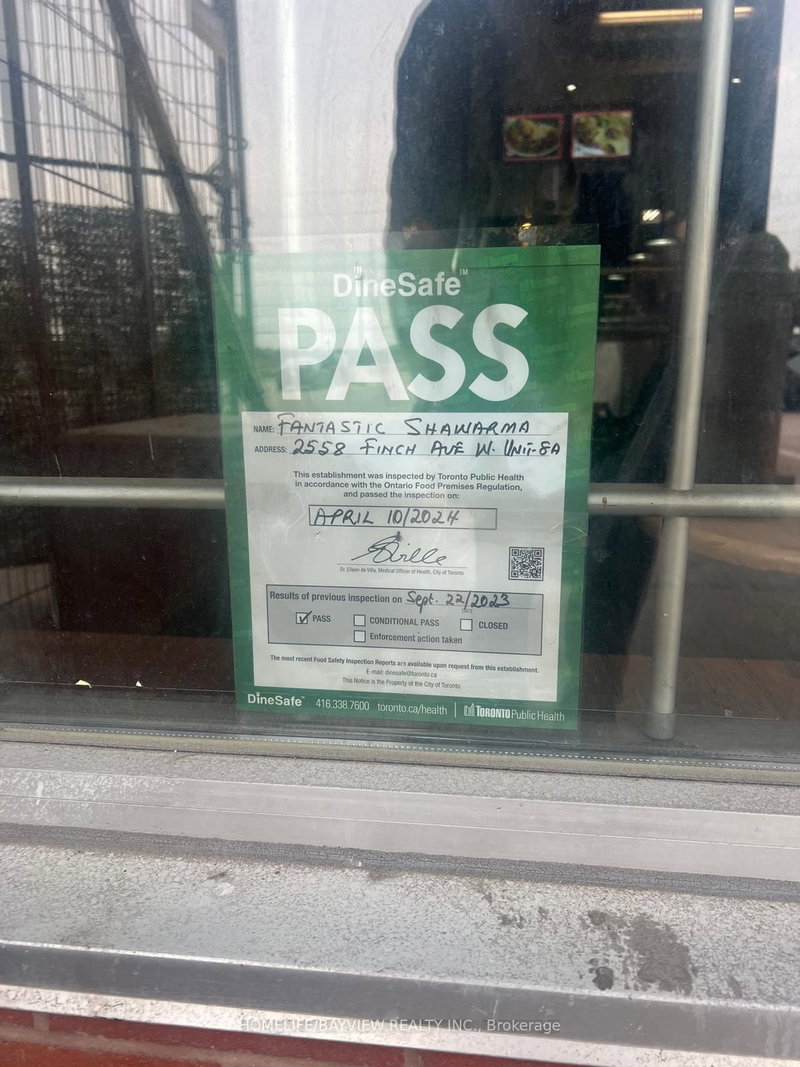 DineSafe™
PASS
NAME: FANTASTIC SHAWARMA
ADDRESS: 2558 FINCH AVE W. UNIT-8A
This establishment was inspected by Toronto Public Health
in accordance with the Ontario Food Premises Regulation,
and passed the inspection on:
APRIL 10/2024
Dr. Eileen de Villa, Medical Officer of Health, City of Toronto
Results of previous inspection on Sept. 22/2023
DATE
PASS CONDITIONAL PASS CLOSED
Enforcement action taken
The most recent Food Safety Inspection Reports are available upon request from this establishment.
E-mail: dinesafe@toronto.ca
This Notice is the Property of the City of Toronto.
DineSafe™ 416.338.7600 toronto.ca/health | TORONTO Public Health
HOMELIFE/BAYVIEW REALTY INC., Brokerage